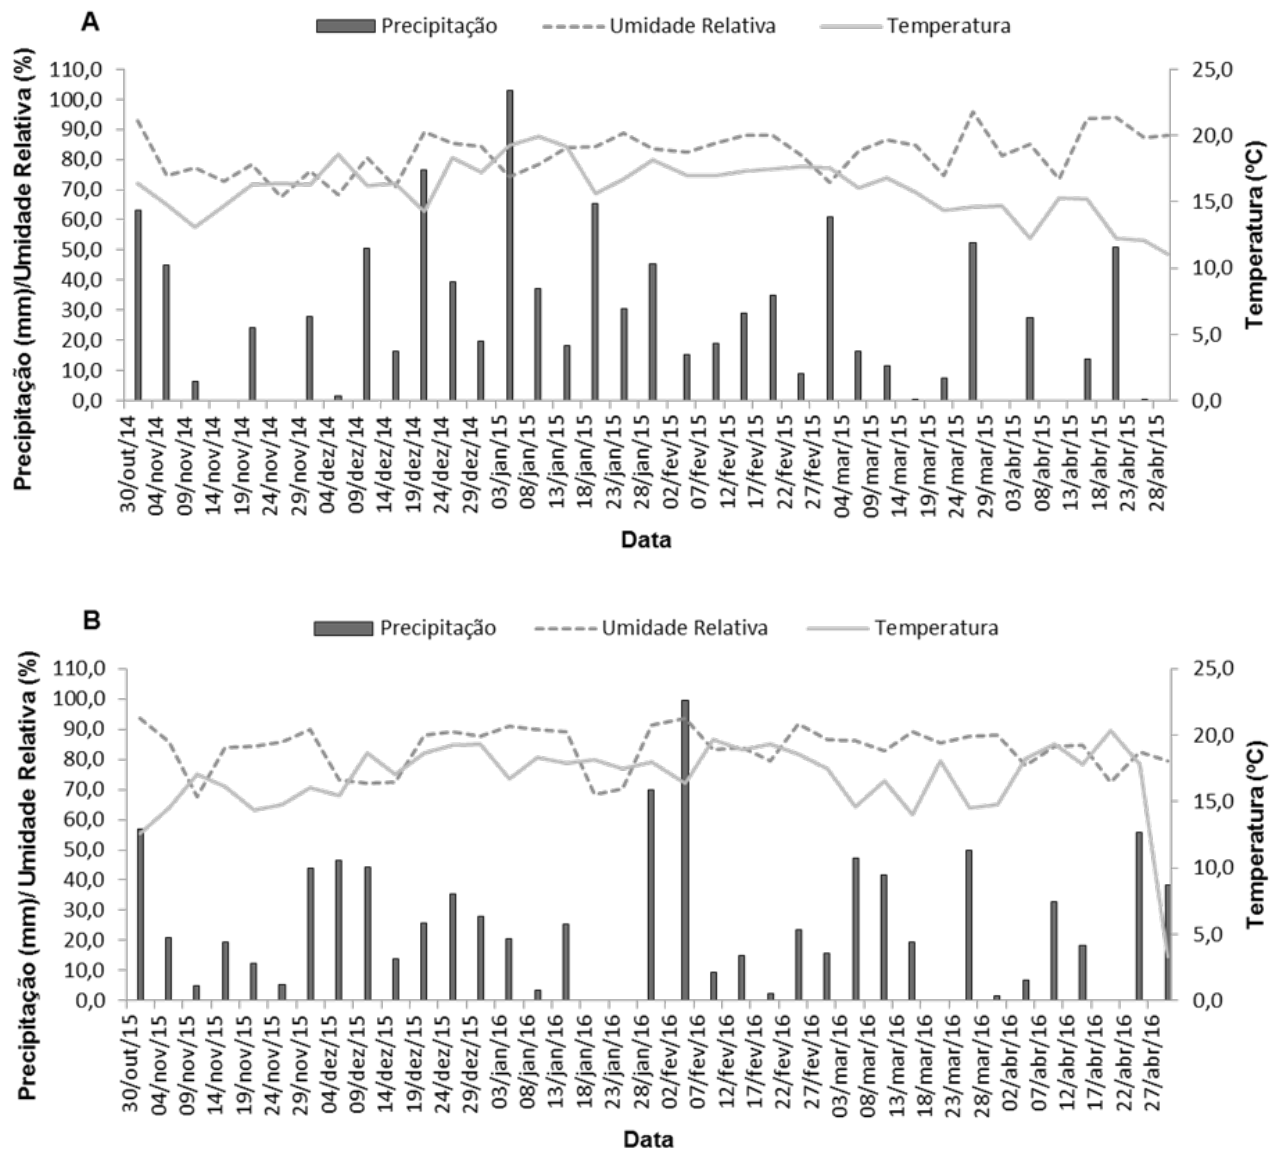 A
Precipitação Umidade Relativa Temperatura
Precipitação (mm)/Umidade Relativa (%)
110,0
100,0
90,0
80,0
70,0
60,0
50,0
40,0
30,0
20,0
10,0
0,0
25,0
20,0
15,0
10,0
5,0
0,0
Temperatura (ºC)
30/out/14
04/nov/14
09/nov/14
14/nov/14
19/nov/14
24/nov/14
29/nov/14
04/dez/14
09/dez/14
14/dez/14
19/dez/14
24/dez/14
29/dez/14
03/jan/15
08/jan/15
13/jan/15
18/jan/15
23/jan/15
28/jan/15
02/fev/15
07/fev/15
12/fev/15
17/fev/15
22/fev/15
27/fev/15
04/mar/15
09/mar/15
14/mar/15
19/mar/15
24/mar/15
29/mar/15
03/abr/15
08/abr/15
13/abr/15
18/abr/15
23/abr/15
28/abr/15
Data
B
Precipitação Umidade Relativa Temperatura
Precipitação (mm)/ Umidade Relativa (%)
110,0
100,0
90,0
80,0
70,0
60,0
50,0
40,0
30,0
20,0
10,0
0,0
25,0
20,0
15,0
10,0
5,0
0,0
Temperatura (ºC)
30/out/15
04/nov/15
09/nov/15
14/nov/15
19/nov/15
24/nov/15
29/nov/15
04/dez/15
09/dez/15
14/dez/15
19/dez/15
24/dez/15
29/dez/15
03/jan/16
08/jan/16
13/jan/16
18/jan/16
23/jan/16
28/jan/16
02/fev/16
07/fev/16
12/fev/16
17/fev/16
22/fev/16
27/fev/16
03/mar/16
08/mar/16
13/mar/16
18/mar/16
23/mar/16
28/mar/16
02/abr/16
07/abr/16
12/abr/16
17/abr/16
22/abr/16
27/abr/16
Data